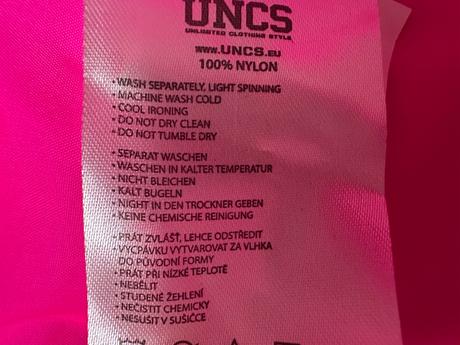 UNCS
UNLIMITED CLOTHING STYLE
www.UNCS.EU
100% NYLON
• WASH SEPARATELY, LIGHT SPINNING
• MACHINE WASH COLD
• COOL IRONING
• DO NOT DRY CLEAN
• DO NOT TUMBLE DRY
• SEPARAT WASCHEN
• WASCHEN IN KALTER TEMPERATUR
• NICHT BLEICHEN
• KALT BUGELN
• NIGHT IN DEN TROCKNER GEBEN
• KEINE CHEMISCHE REINIGUNG
• PRÁT ZVLÁŠŤ, LEHCE ODSTŘEDIT
• VYCPÁVKU VYTVAROVAT ZA VLHKA
DO PŮVODNÍ FORMY
• PRÁT PŘI NÍZKÉ TEPLOTĚ
• NEBĚLIT
• STUDENÉ ŽEHLENÍ
• NEČISTIT CHEMICKY
• NESUŠIT V SUŠIČCE